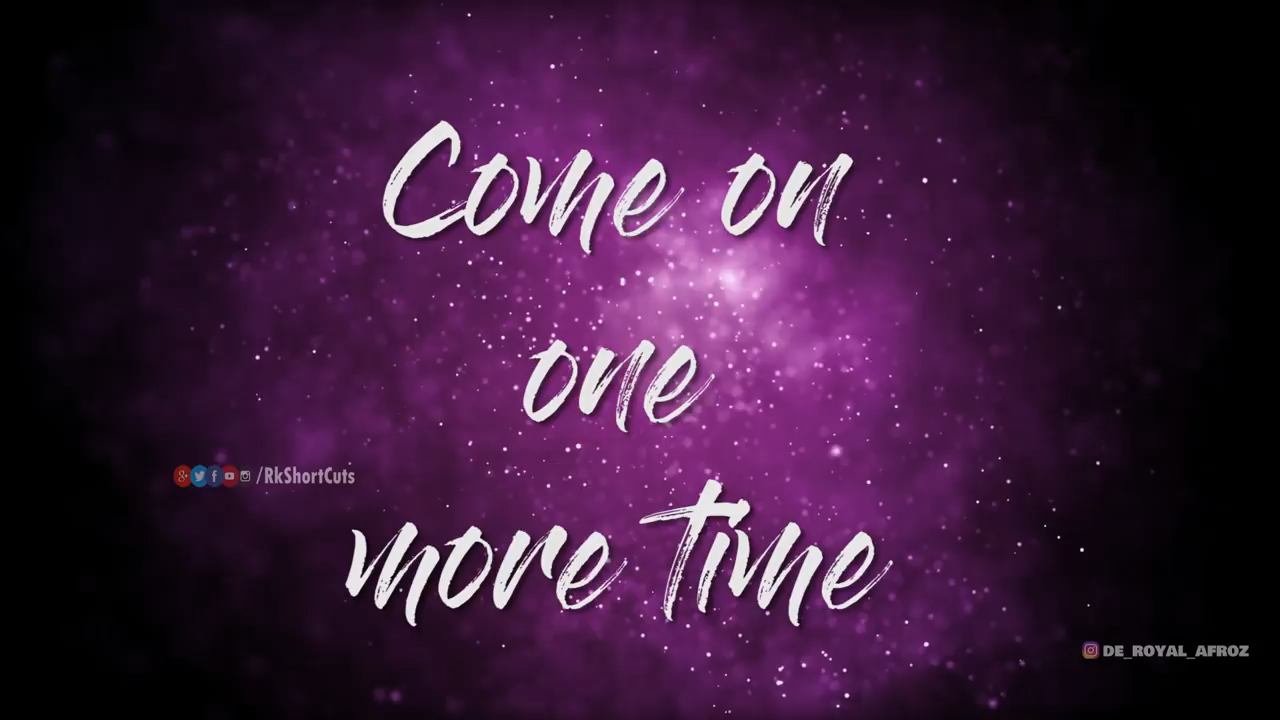 Come on
one
/RkShortCuts
more time
DE_ROYAL_AFROZ